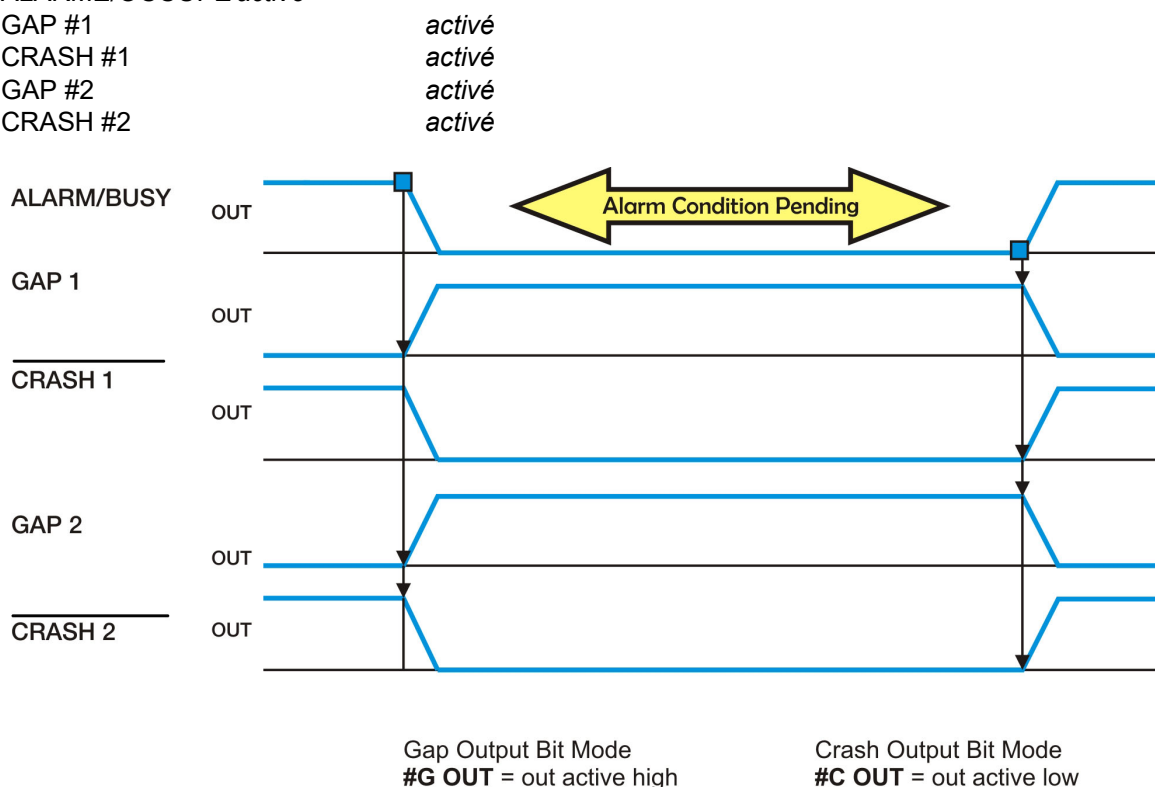 GAP #1 activé
CRASH #1 activé
GAP #2 activé
CRASH #2 activé
ALARM/BUSY OUT
Alarm Condition Pending
GAP 1
OUT
CRASH 1
OUT
GAP 2
OUT
CRASH 2 OUT
Gap Output Bit Mode
#G OUT = out active high
Crash Output Bit Mode
#C OUT = out active low